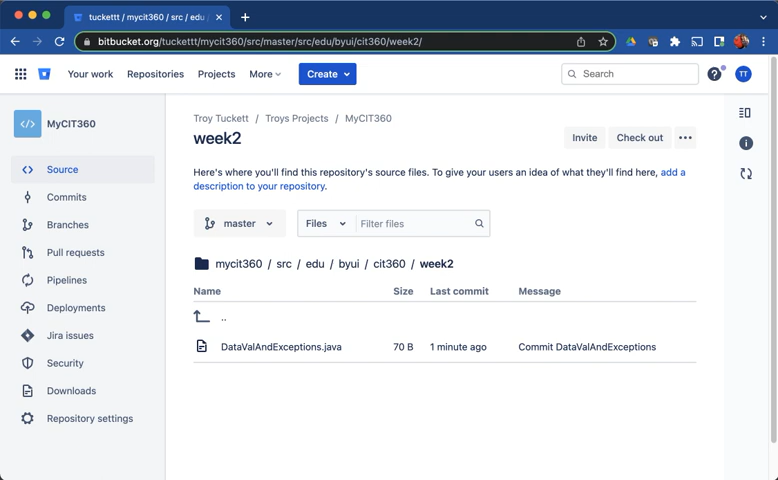 tuckettt / mycit360 / src / edu
bitbucket.org/tuckettt/mycit360/src/master/src/edu/byui/cit360/week2/
Your work Repositories Projects More Create Search ? TT
MyCIT360
Source
Commits
Branches
Pull requests
Pipelines
Deployments
Jira issues
Security
Downloads
Repository settings
Troy Tuckett / Troys Projects / MyCIT360
week2
Invite Check out
Here's where you'll find this repository's source files. To give your users an idea of what they'll find here, add a
description to your repository.
master Files Filter files
mycit360 / src / edu / byui / cit360 / week2
Name Size Last commit Message
..
DataValAndExceptions.java 70 B 1 minute ago Commit DataValAndExceptions